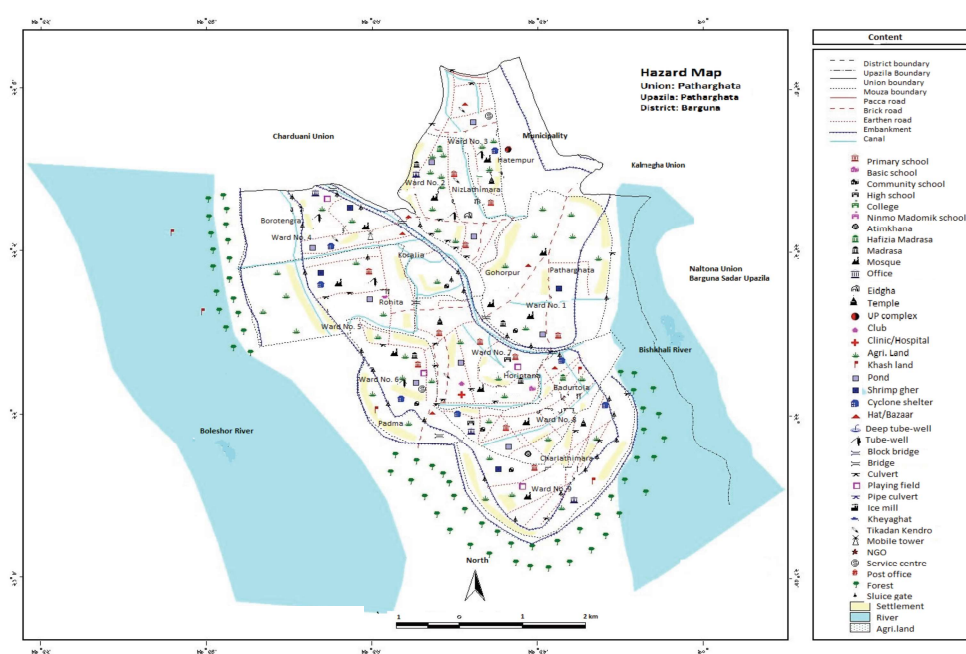 Hazard Map
Union: Patharghata
Upazila: Patharghata
District: Barguna
Charduani Union
Municipality
Kalmegha Union
Ward No. 3
Hatempur
Ward No. 2
NizLathimara
Borotengra
Ward No. 4
Koralia
Gohorpur
Patharghata
Naltona Union
Barguna Sadar Upazila
Rohita
Ward No. 1
Ward No. 5
Bishkhali River
Ward No. 7
Ward No. 6
Horintana
Badurtola
Padma
Ward No. 8
Boleshor River
Charlathimara
Ward No. 9
North
1
0
1
2 km
Content
District boundary
Upazila Boundary
Union boundary
Mouza boundary
Pacca road
Brick road
Earthen road
Embankment
Canal
Primary school
Basic school
Community school
High school
College
Ninmo Madomik school
Atimkhana
Hafizia Madrasa
Madrasa
Mosque
Office
Eidgha
Temple
UP complex
Club
Clinic/Hospital
Agri. Land
Khash land
Pond
Shrimp gher
Cyclone shelter
Hat/Bazaar
Deep tube-well
Tube-well
Block bridge
Bridge
Culvert
Playing field
Pipe culvert
Ice mill
Kheyaghat
Tikadan Kendro
Mobile tower
NGO
Service centre
Post office
Forest
Sluice gate
Settlement
River
Agri.land